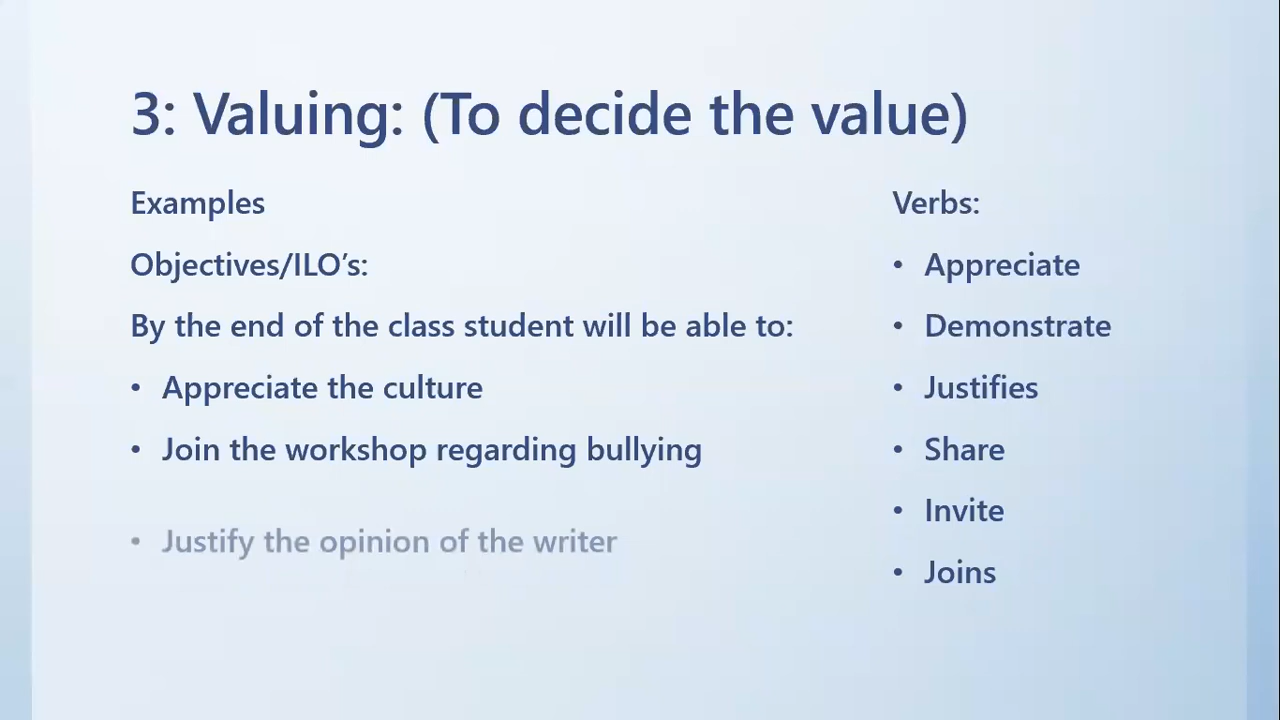 3: Valuing: (To decide the value)
Examples
Objectives/ILO’s:
By the end of the class student will be able to:
• Appreciate the culture
• Join the workshop regarding bullying
• Justify the opinion of the writer
Verbs:
• Appreciate
• Demonstrate
• Justifies
• Share
• Invite
• Joins